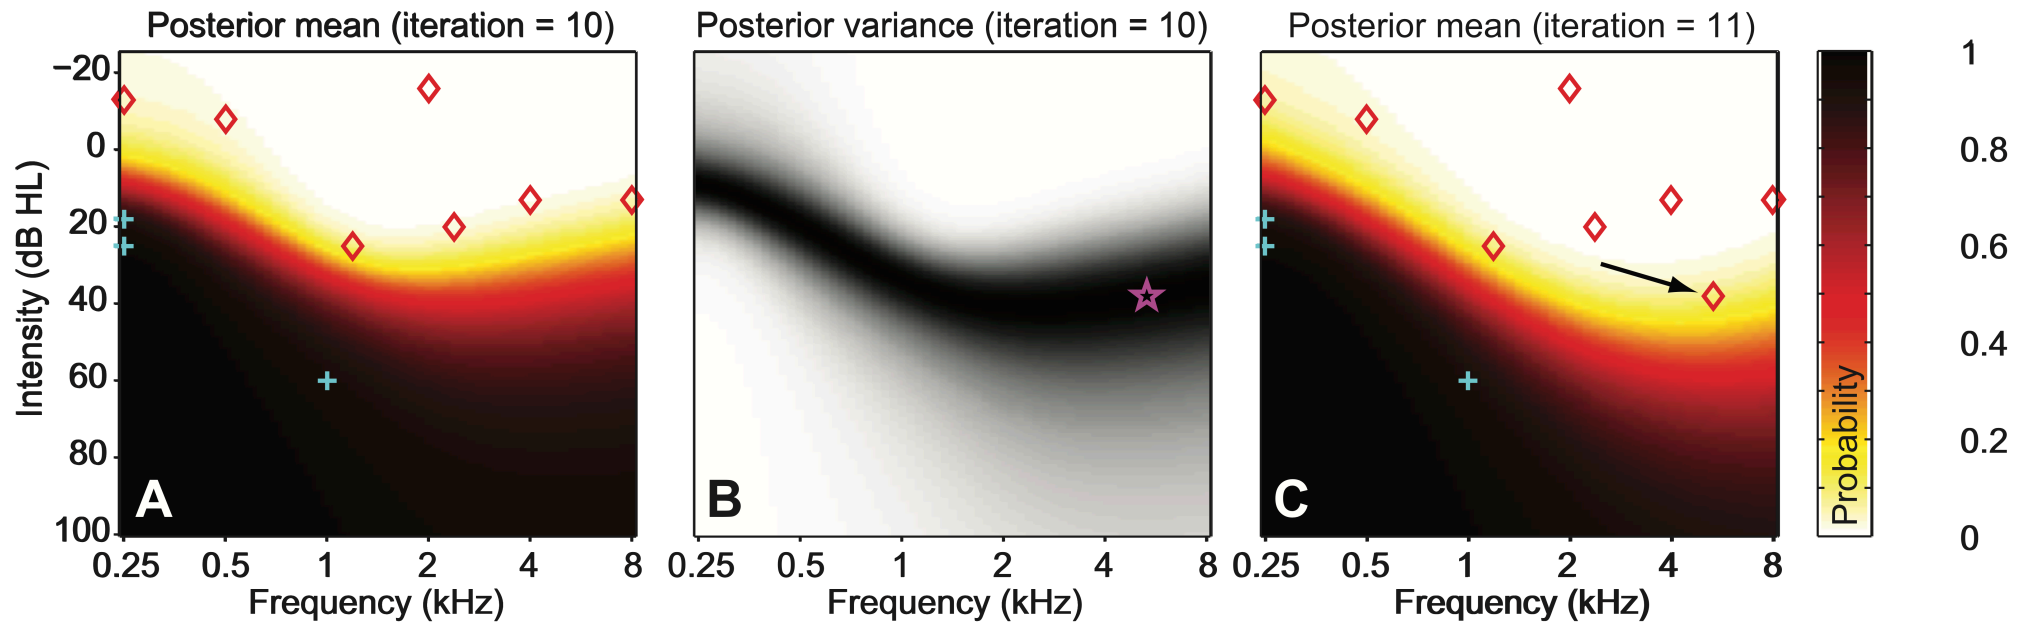 Posterior mean (iteration = 10)
Posterior variance (iteration = 10)
Posterior mean (iteration = 11)
Intensity (dB HL)
−20
0
20
40
60
80
100
A
B
C
0.25 0.5 1 2 4 8
0.25 0.5 1 2 4 8
0.25 0.5 1 2 4 8
Frequency (kHz)
Frequency (kHz)
Frequency (kHz)
Probability
1
0.8
0.6
0.4
0.2
0